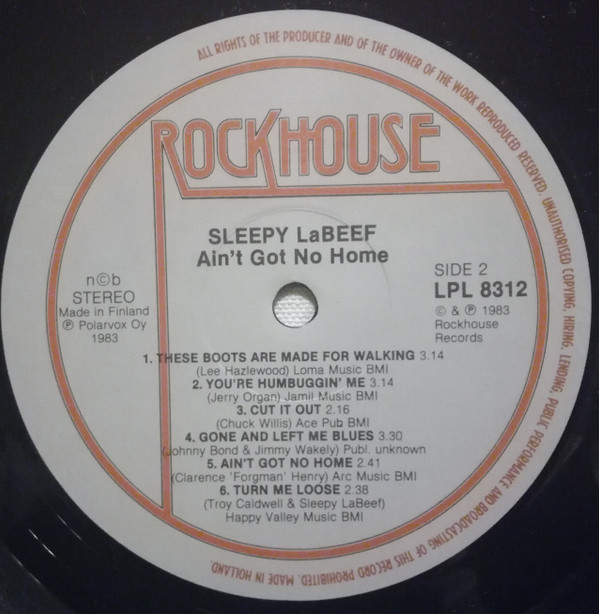 ALL RIGHTS OF THE PRODUCER AND OF THE OWNER OF THE WORK REPRODUCED RESERVED. UNAUTHORISED COPYING, HIRING, LENDING, PUBLIC PERFORMANCE AND BROADCASTING OF THIS RECORD PROHIBITED. MADE IN HOLLAND.
ROCKHOUSE
SLEEPY LaBEEF
Ain't Got No Home
n©b
STEREO
Made in Finland
℗ Polarvox Oy
1983
SIDE 2
LPL 8312
© & ℗ 1983
Rockhouse
Records
1. THESE BOOTS ARE MADE FOR WALKING 3.14
(Lee Hazlewood) Loma Music BMI
2. YOU'RE HUMBUGGIN' ME 3.14
(Jerry Organ) Jamil Music BMI
3. CUT IT OUT 2.16
(Chuck Willis) Ace Pub BMI
4. GONE AND LEFT ME BLUES 3.30
(Johnny Bond & Jimmy Wakely) Publ. unknown
5. AIN'T GOT NO HOME 2.41
(Clarence 'Forgman' Henry) Arc Music BMI
6. TURN ME LOOSE 2.38
(Troy Caldwell & Sleepy LaBeef)
Happy Valley Music BMI